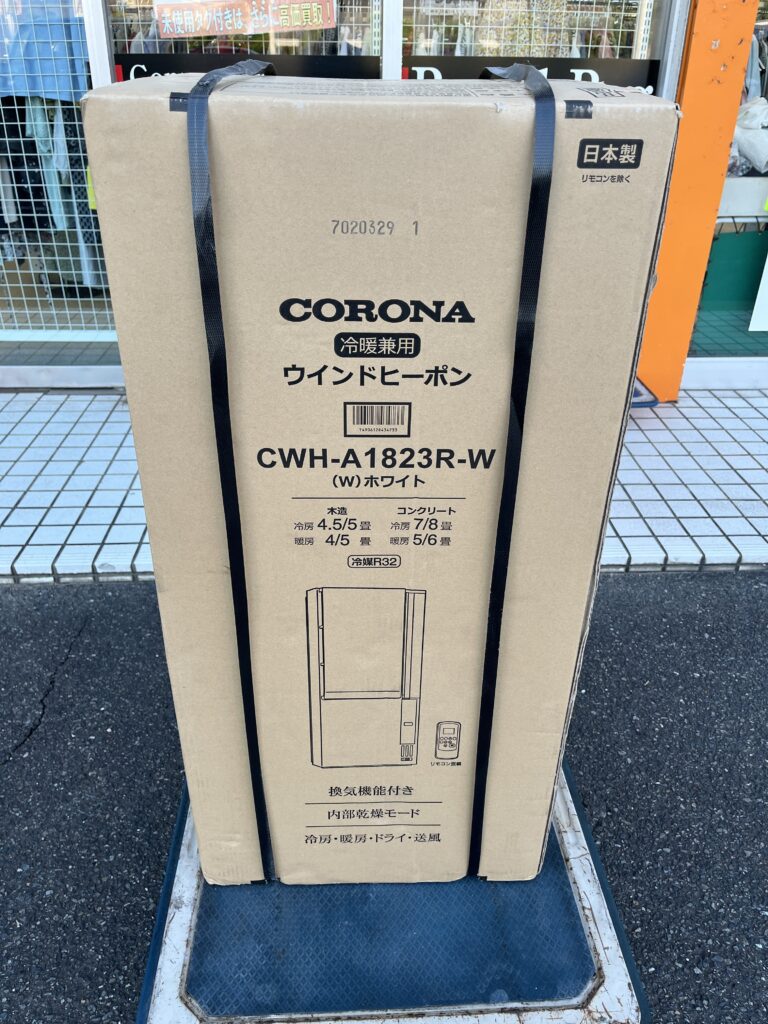 未使用タグ付きは さらに高価買取！
日本製
リモコンを除く
7020329 1
CORONA
冷暖兼用
ウインドヒーポン
CWH-A1823R-W
(W)ホワイト
木造 コンクリート
冷房 4.5/5 畳 冷房 7/8 畳
暖房 4/5 畳 暖房 5/6 畳
冷媒R32
リモコン信号
換気機能付き
内部乾燥モード
冷房・暖房・ドライ・送風